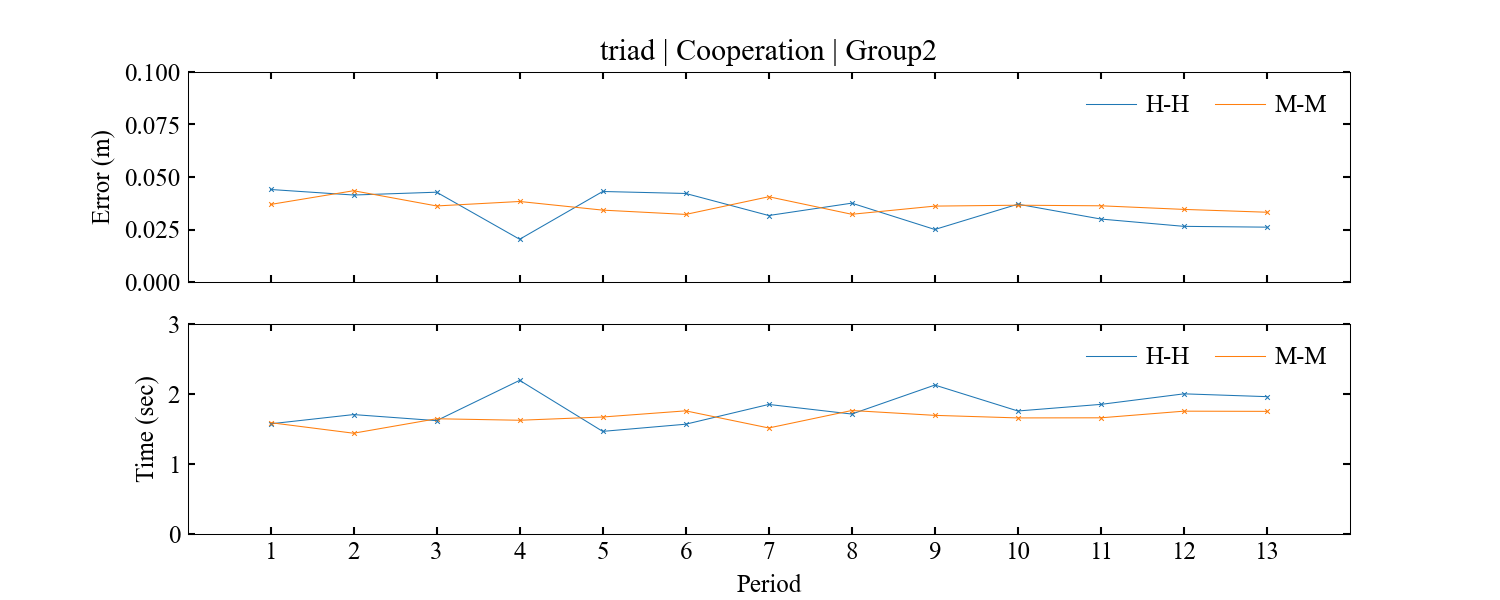 triad | Cooperation | Group2
0.100
0.075
0.050
0.025
0.000
Error (m)
H-H M-M
3
2
1
0
Time (sec)
H-H M-M
1 2 3 4 5 6 7 8 9 10 11 12 13
Period